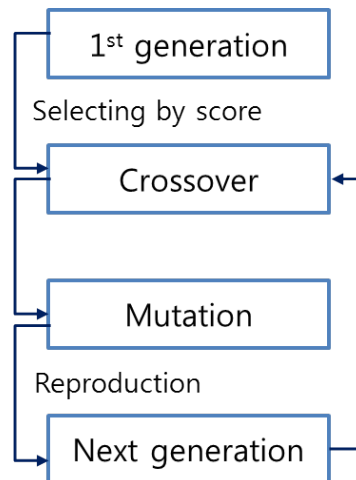 1st generation
Selecting by score
Crossover
Mutation
Reproduction
Next generation